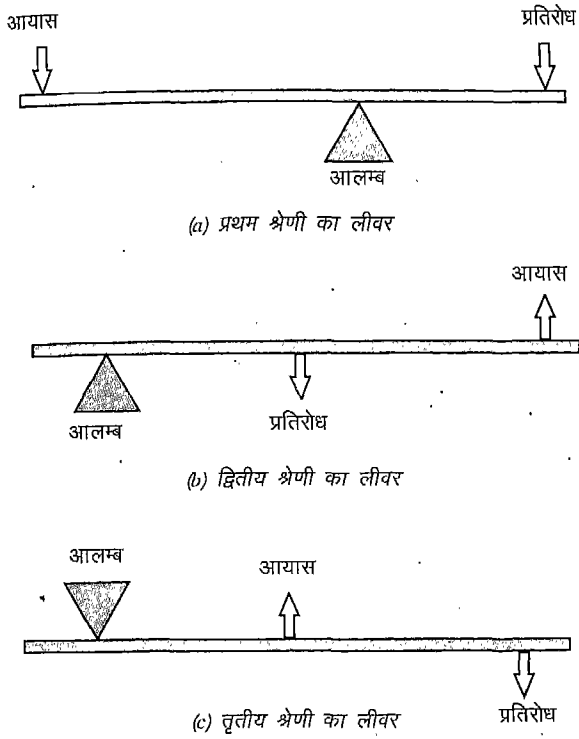 आयास
प्रतिरोध
आलम्ब
(a) प्रथम श्रेणी का लीवर
आयास
आलम्ब
प्रतिरोध
(b) द्वितीय श्रेणी का लीवर
आलम्ब
आयास
प्रतिरोध
(c) तृतीय श्रेणी का लीवर